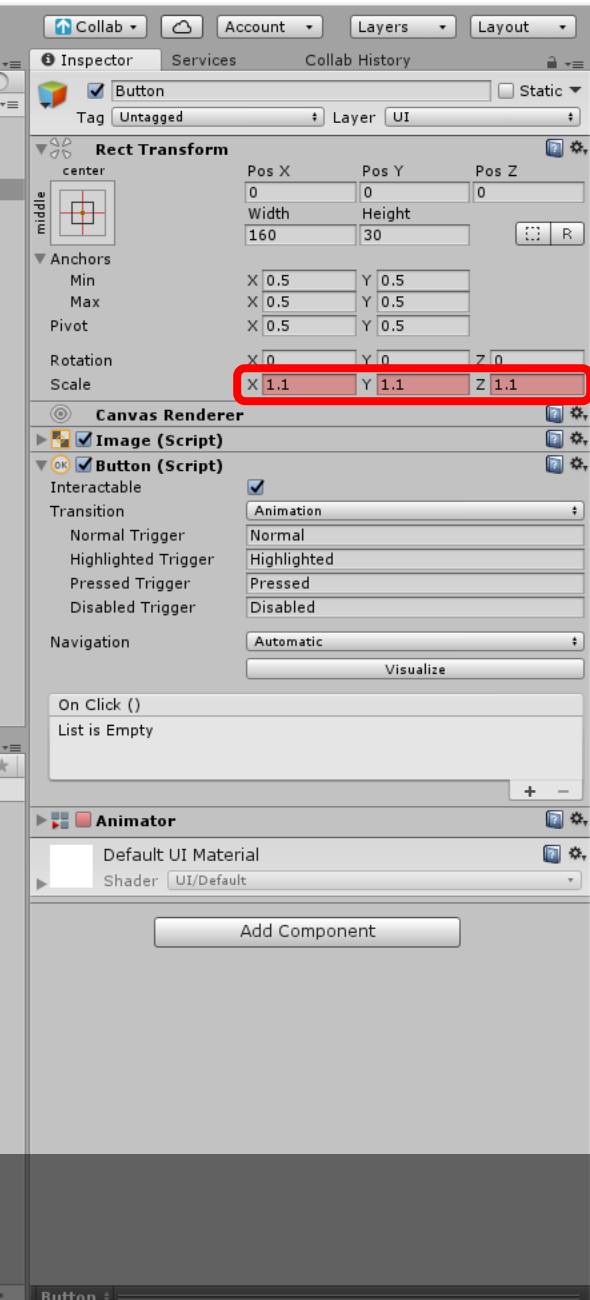 Collab Account Layers Layout
Inspector Services Collab History
Button Static
Tag Untagged Layer UI
Rect Transform
center Pos X Pos Y Pos Z
middle 0 0 0
Width Height
160 30 R
Anchors
Min X 0.5 Y 0.5
Max X 0.5 Y 0.5
Pivot X 0.5 Y 0.5
Rotation X 0 Y 0 Z 0
Scale X 1.1 Y 1.1 Z 1.1
Canvas Renderer
Image (Script)
OK Button (Script)
Interactable
Transition Animation
Normal Trigger Normal
Highlighted Trigger Highlighted
Pressed Trigger Pressed
Disabled Trigger Disabled
Navigation Automatic
Visualize
On Click ()
List is Empty
+ −
Animator
Default UI Material
Shader UI/Default
Add Component
Button